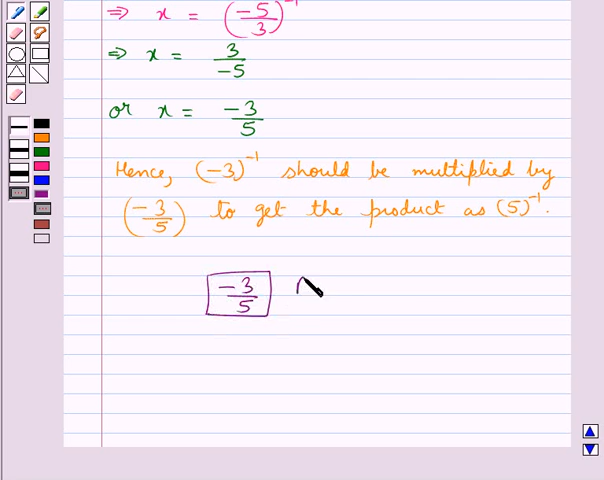 ⇒ x = (-5/3)⁻¹
⇒ x = 3/-5
or x = -3/5
Hence, (-3)⁻¹ should be multiplied by
(-3/5) to get the product as (5)⁻¹.
-3/5